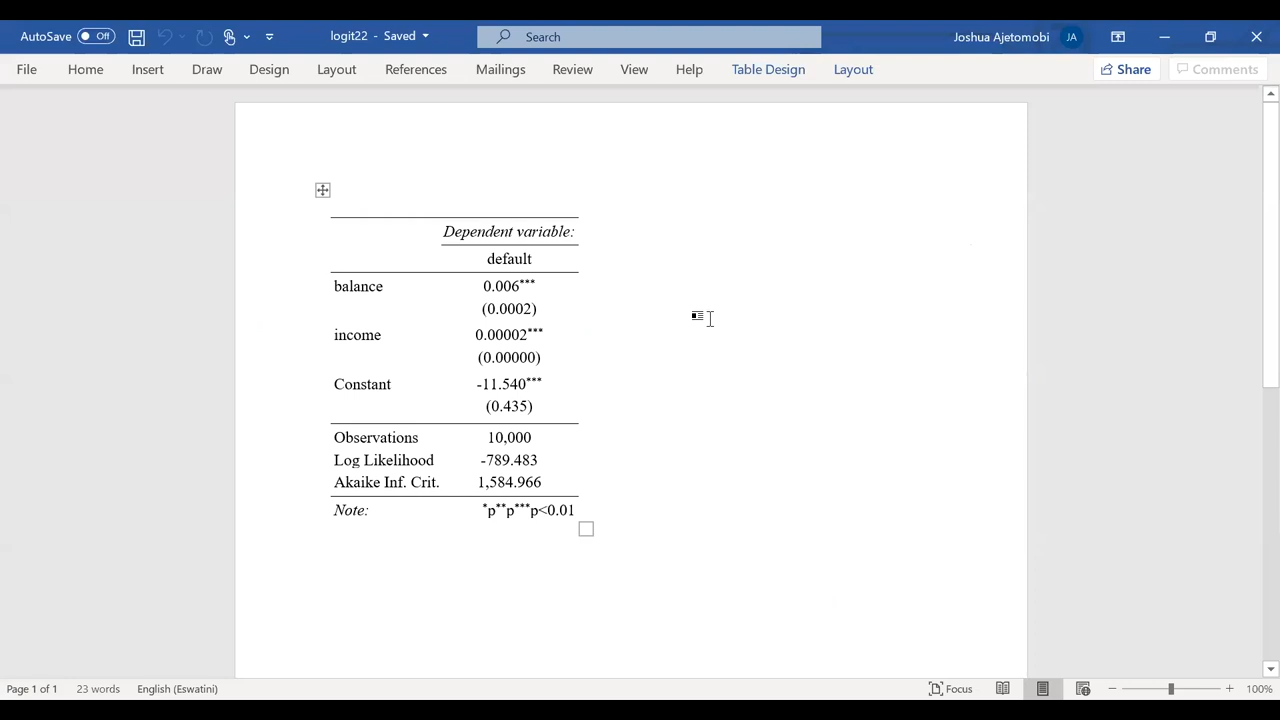 AutoSave Off logit22 - Saved Search Joshua Ajetomobi JA
File Home Insert Draw Design Layout References Mailings Review View Help Table Design Layout Share Comments
Dependent variable:
default
balance 0.006***
(0.0002)
income 0.00002***
(0.00000)
Constant -11.540***
(0.435)
Observations 10,000
Log Likelihood -789.483
Akaike Inf. Crit. 1,584.966
Note: *p**p***p<0.01
Page 1 of 1 23 words English (Eswatini) Focus 100%